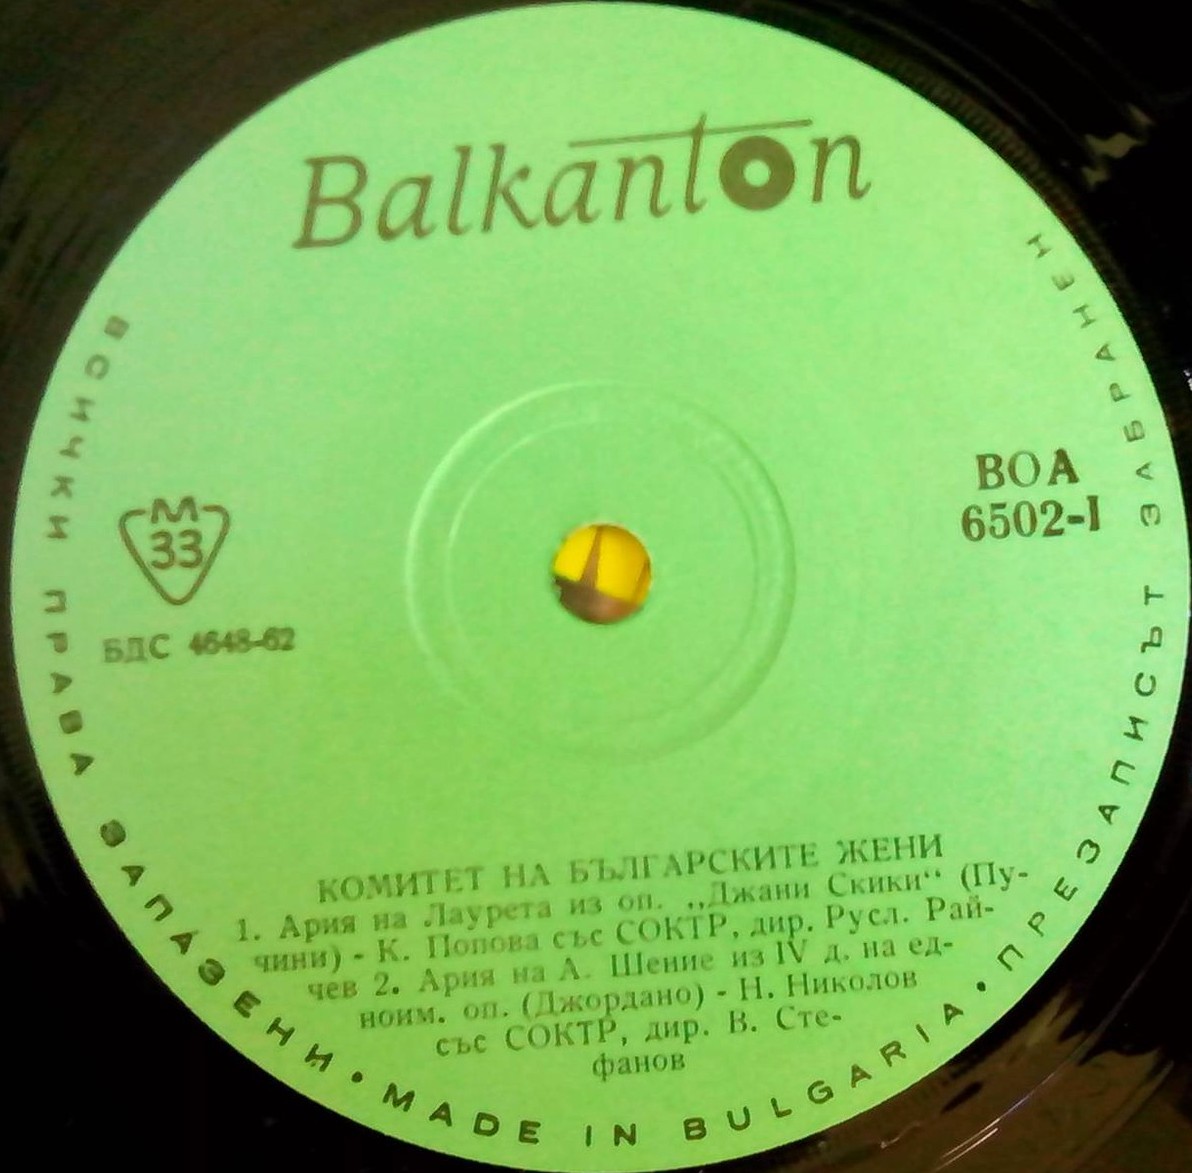 Balkanton
ВСИЧКИ ПРАВА ЗАПАЗЕНИ • MADE IN BULGARIA • ПРЕЗАПИСЪТ ЗАБРАНЕН
М
33
БДС 4648-62
ВОА
6502-I
КОМИТЕТ НА БЪЛГАРСКИТЕ ЖЕНИ
1. Ария на Лаурета из оп. „Джани Скики“ (Пу-
чини) - К. Попова със СОКТР, дир. Русл. Рай-
чев 2. Ария на А. Шение из IV д. на ед-
ноим. оп. (Джордано) - Н. Николов
със СОКТР, дир. В. Сте-
фанов